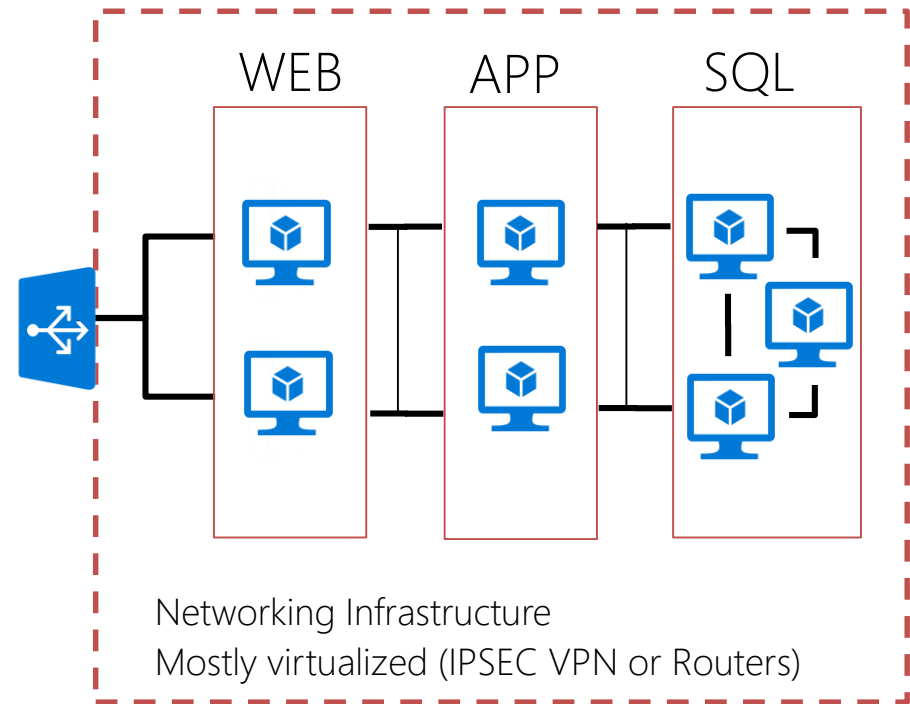 WEB
APP
SQL
Networking Infrastructure
Mostly virtualized (IPSEC VPN or Routers)